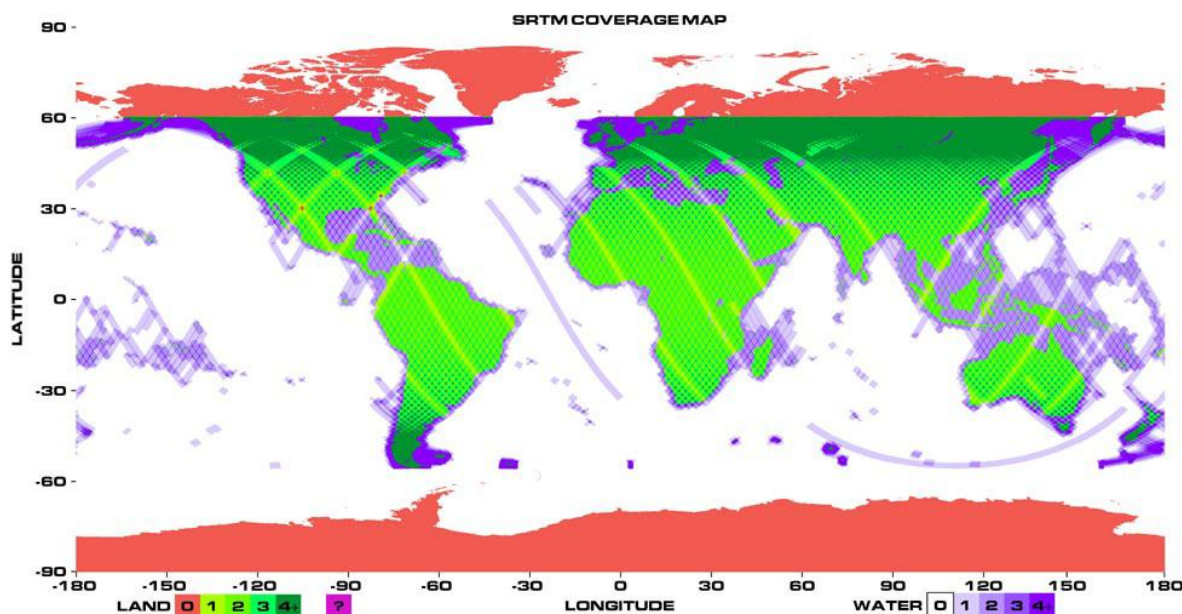 SRTM COVERAGE MAP
90
60
30
0
-30
-60
-90
LATITUDE
-180 -150 -120 -90 -60 -30 0 30 60 90 120 150 180
LAND 0 1 2 3 4+ ? LONGITUDE WATER 0 1 2 3 4+